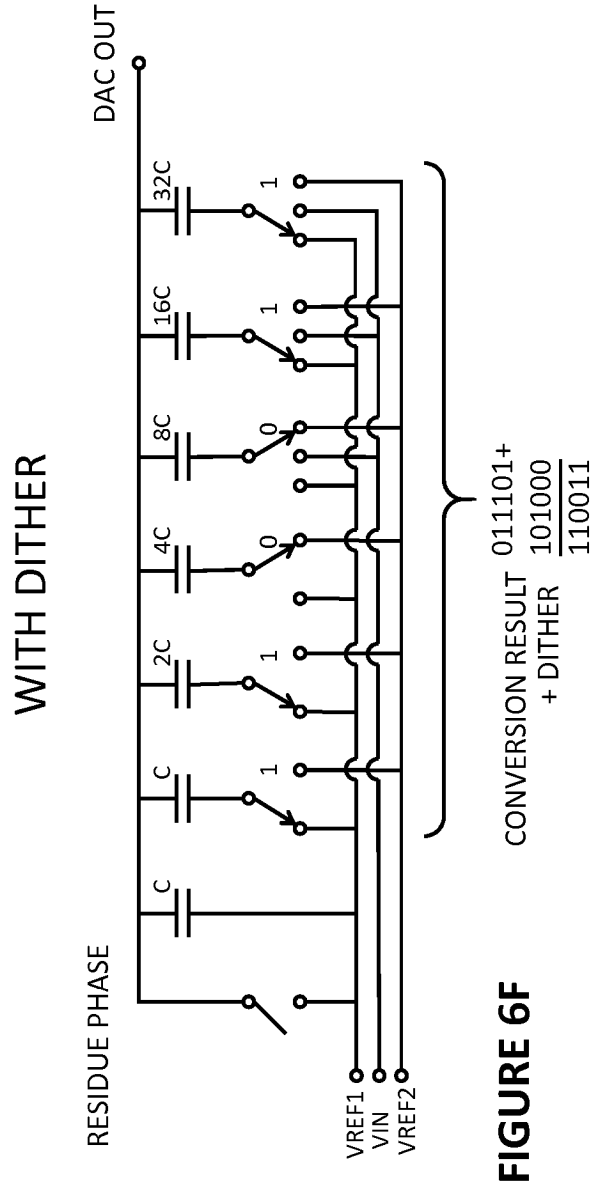 WITH DITHER
RESIDUE PHASE
DAC OUT
C
C
2C
4C
8C
16C
32C
1
1
0
0
1
1
VREF1
VIN
VREF2
CONVERSION RESULT 011101+
+ DITHER 101000
110011
FIGURE 6F